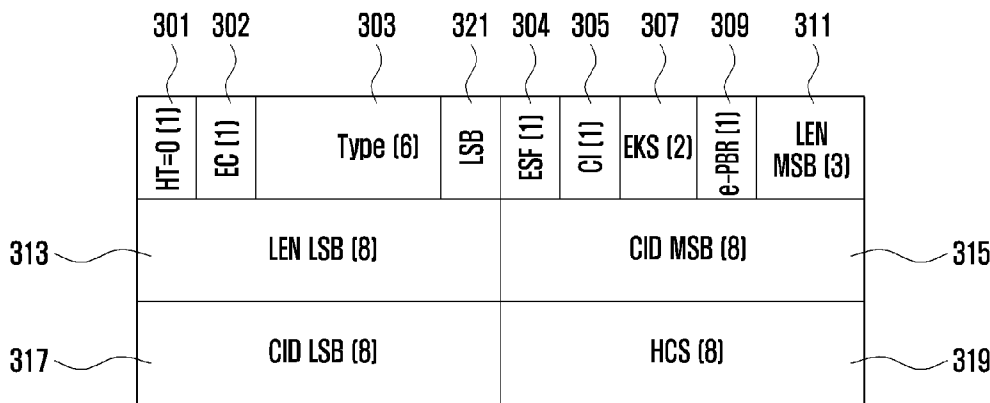 301 302 303 321 304 305 307 309 311
HT=0 (1) EC (1) Type (6) LSB ESF (1) CI (1) EKS (2) e-PBR (1) LEN MSB (3)
313 LEN LSB (8) CID MSB (8) 315
317 CID LSB (8) HCS (8) 319